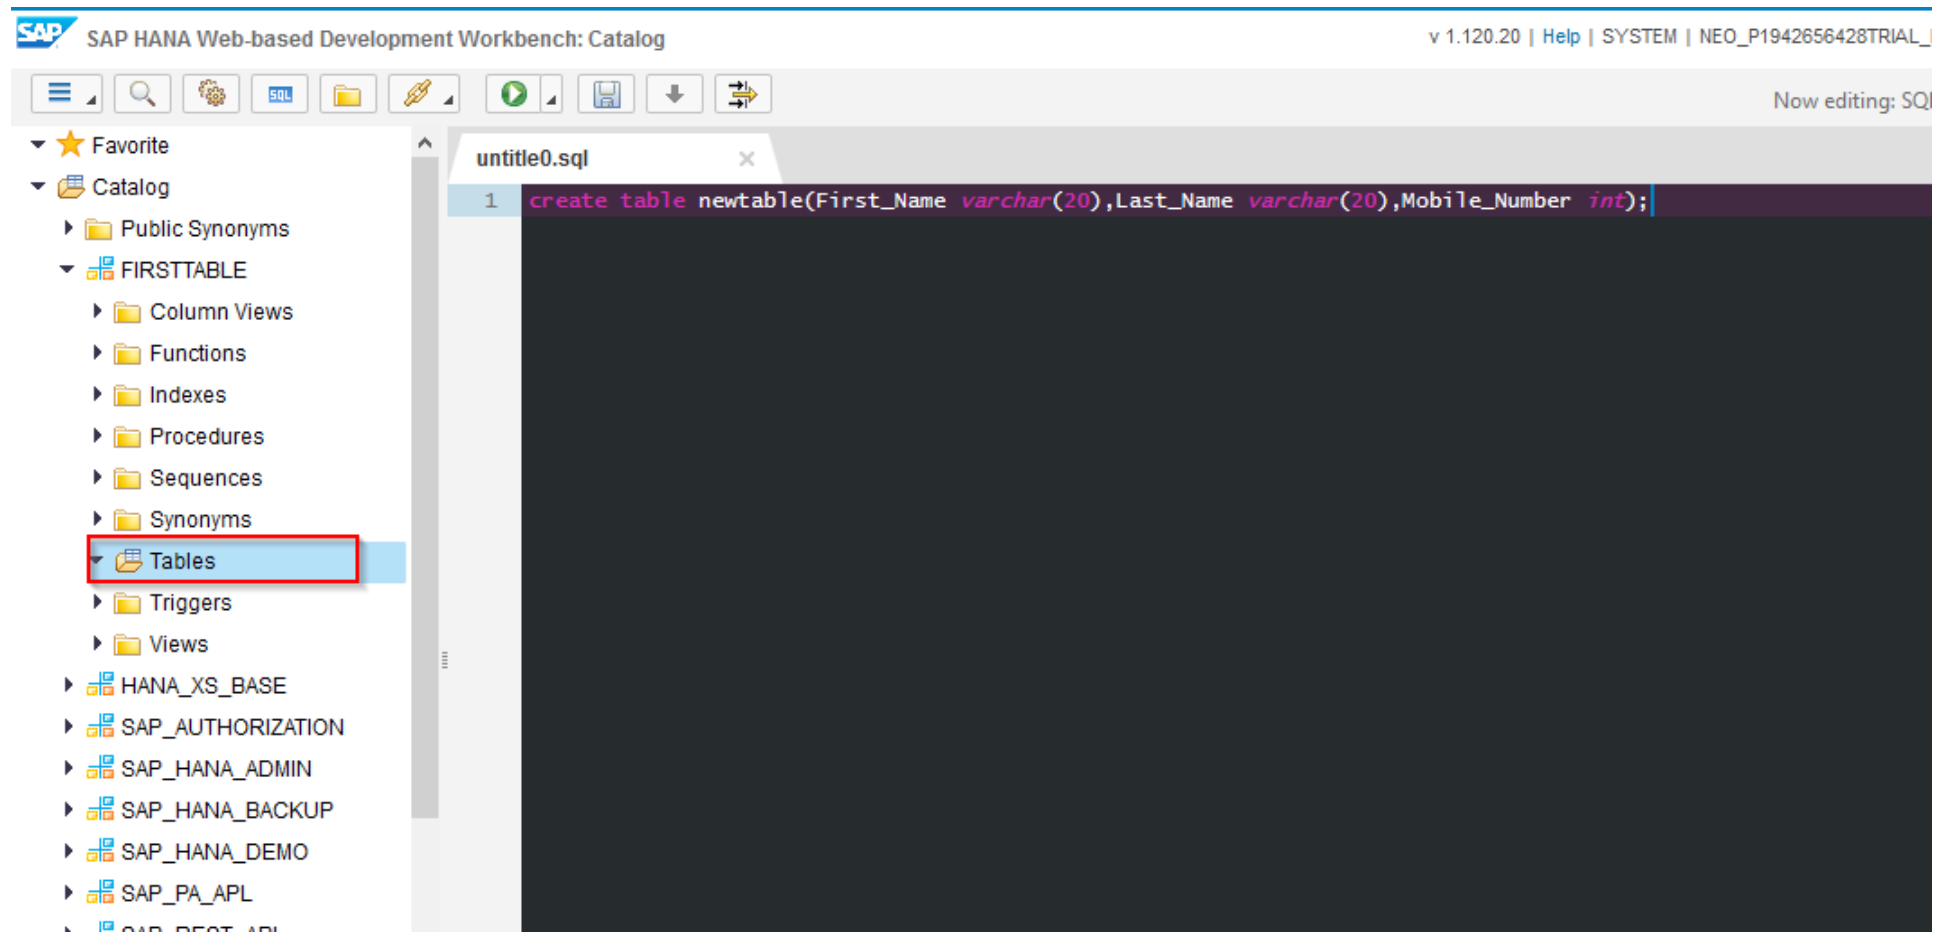 SAP SAP HANA Web-based Development Workbench: Catalog
v 1.120.20 | Help | SYSTEM | NEO_P1942656428TRIAL_
SQL
Now editing: SQ
Favorite
Catalog
Public Synonyms
FIRSTTABLE
Column Views
Functions
Indexes
Procedures
Sequences
Synonyms
Tables
Triggers
Views
HANA_XS_BASE
SAP_AUTHORIZATION
SAP_HANA_ADMIN
SAP_HANA_BACKUP
SAP_HANA_DEMO
SAP_PA_APL
untitle0.sql
1 create table newtable(First_Name varchar(20),Last_Name varchar(20),Mobile_Number int);